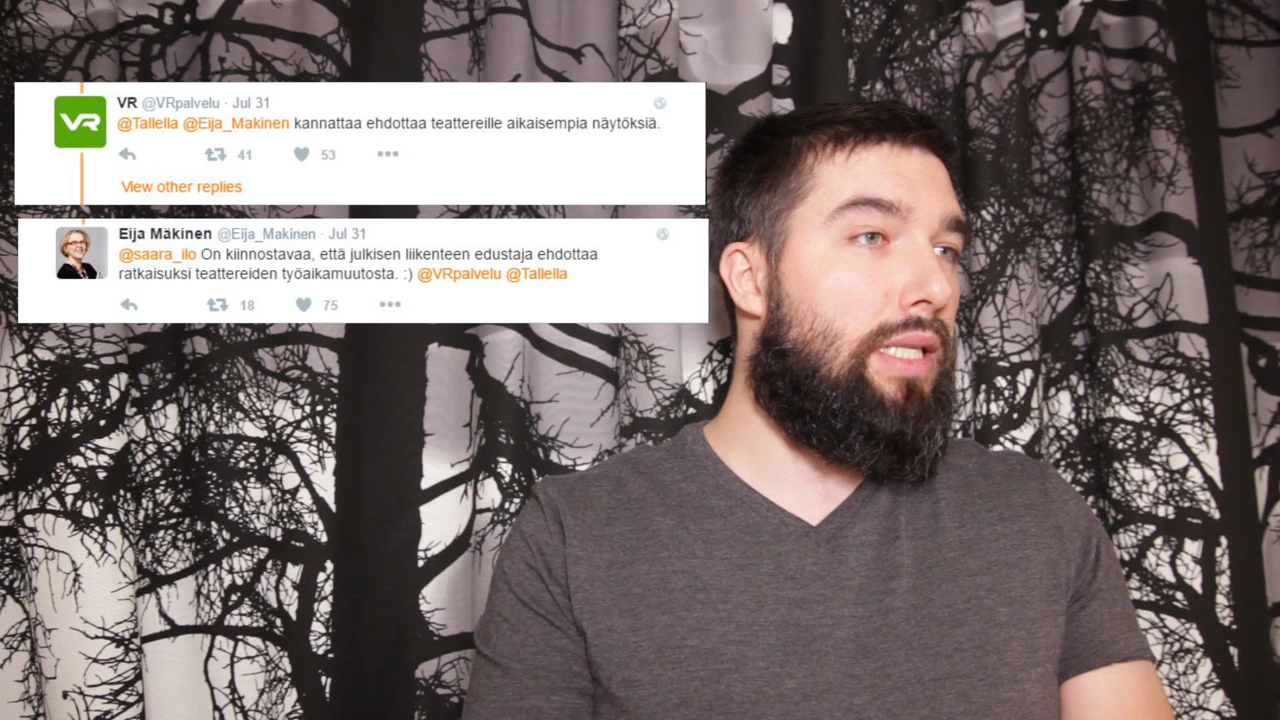 VR @VRpalvelu · Jul 31
@Tallella @Eija_Makinen kannattaa ehdottaa teattereille aikaisempia näytöksiä.
41 53
View other replies
Eija Mäkinen @Eija_Makinen · Jul 31
@saara_ilo On kiinnostavaa, että julkisen liikenteen edustaja ehdottaa
ratkaisuksi teattereiden työaikamuutosta. :) @VRpalvelu @Tallella
18 75